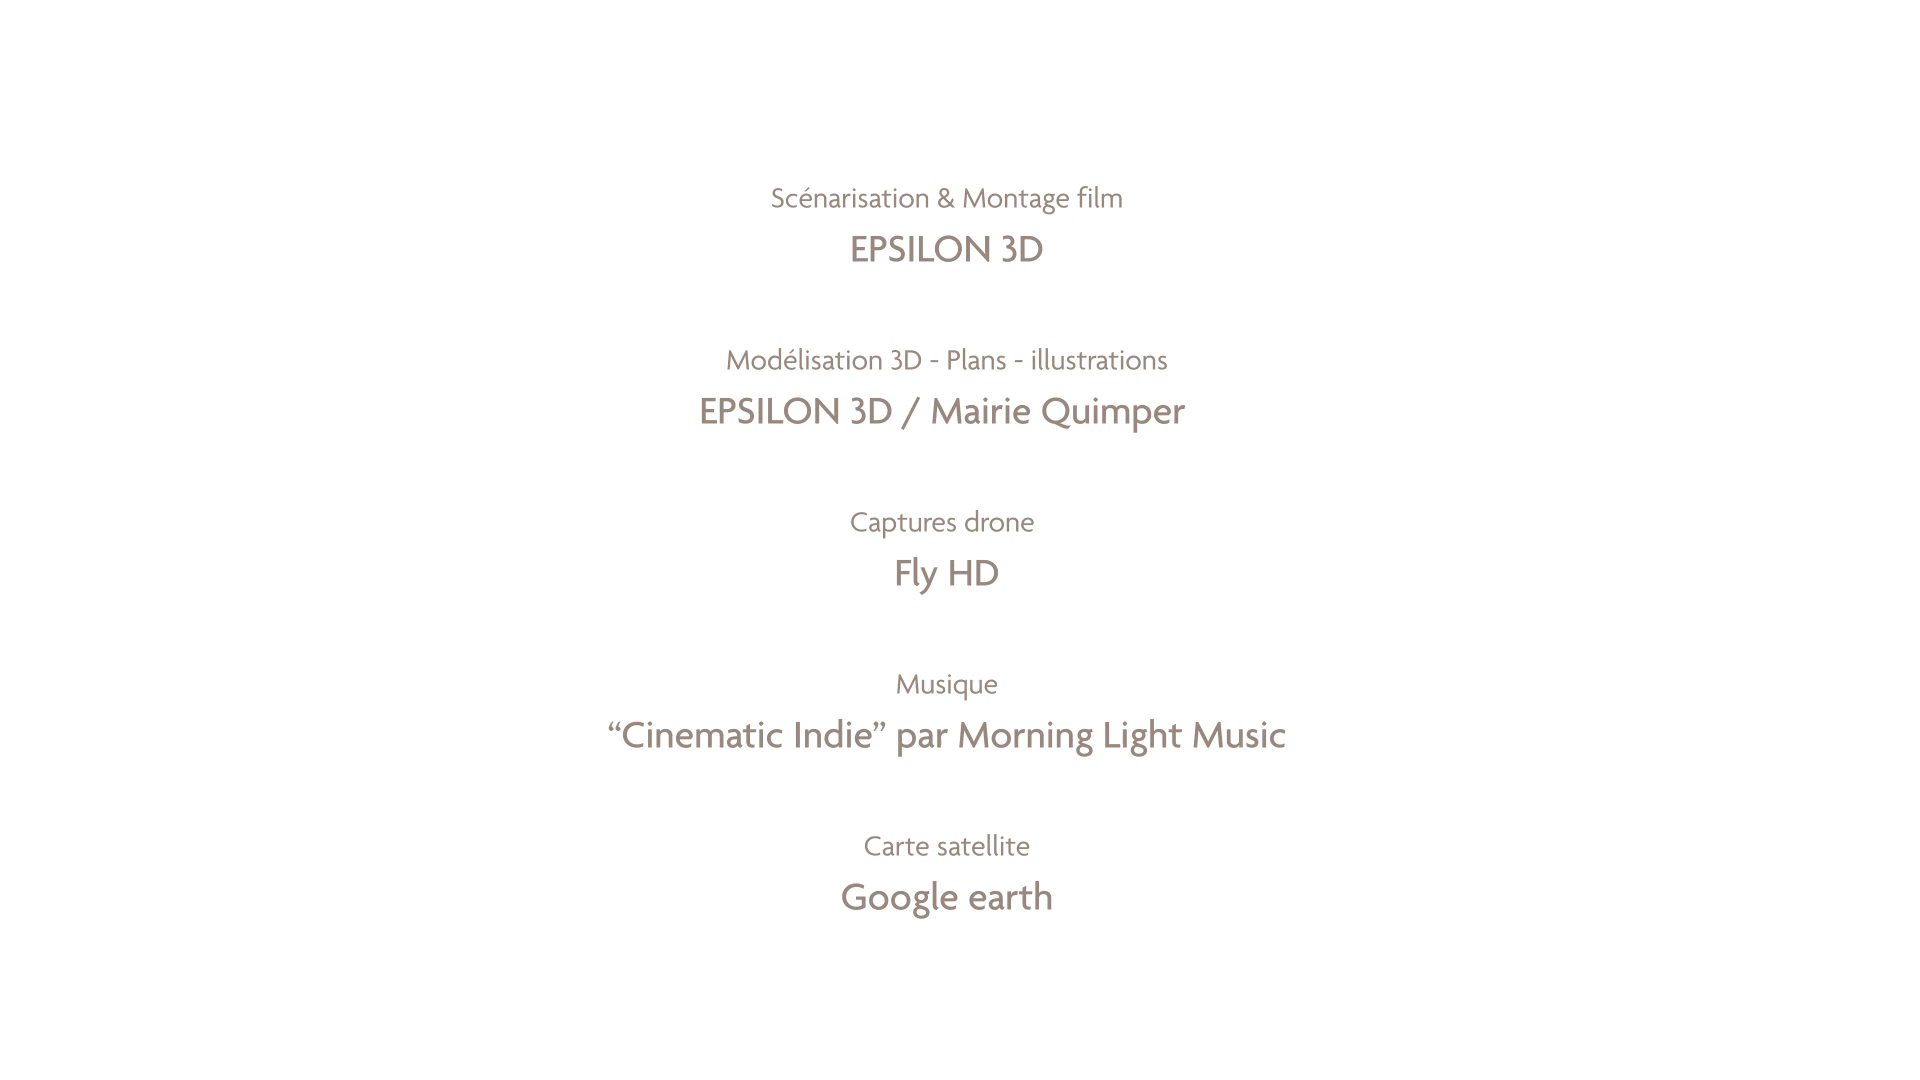 Scénarisation & Montage film
EPSILON 3D
Modélisation 3D - Plans - illustrations
EPSILON 3D / Mairie Quimper
Captures drone
Fly HD
Musique
“Cinematic Indie” par Morning Light Music
Carte satellite
Google earth